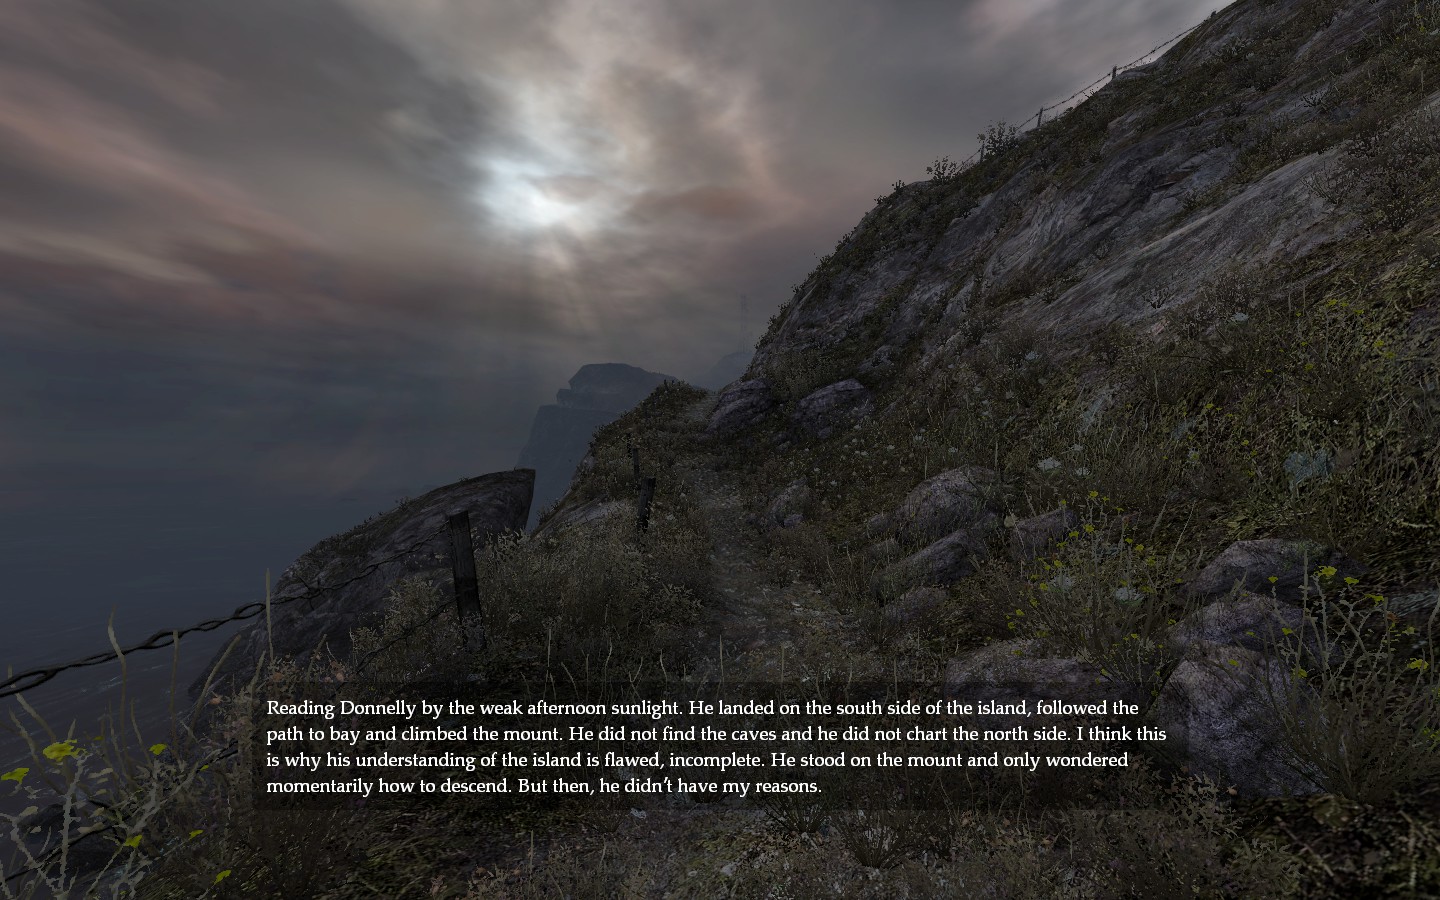 Reading Donnelly by the weak afternoon sunlight. He landed on the south side of the island, followed the
path to bay and climbed the mount. He did not find the caves and he did not chart the north side. I think this
is why his understanding of the island is flawed, incomplete. He stood on the mount and only wondered
momentarily how to descend. But then, he didn't have my reasons.